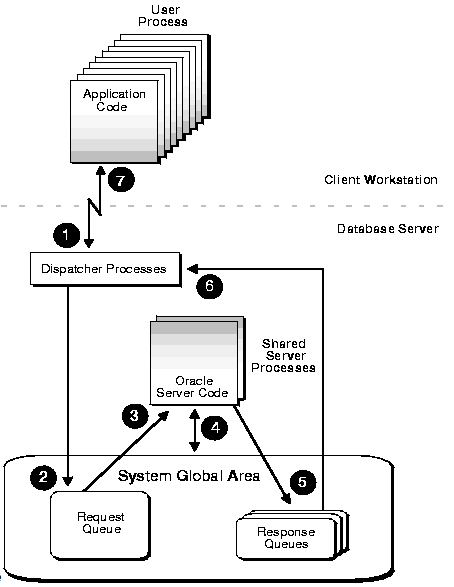 User
Process
Application
Code
7
Client Workstation
Database Server
1
Dispatcher Processes
6
Shared
Server
Processes
Oracle
Server Code
3
4
2
System Global Area
5
Request
Queue
Response
Queues